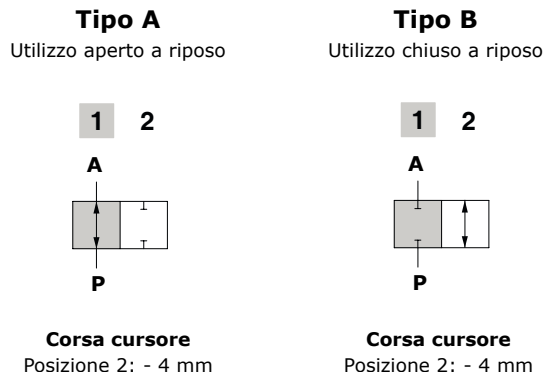 Tipo A
Utilizzo aperto a riposo
1 2
A
P
Corsa cursore
Posizione 2: - 4 mm
Tipo B
Utilizzo chiuso a riposo
1 2
A
P
Corsa cursore
Posizione 2: - 4 mm